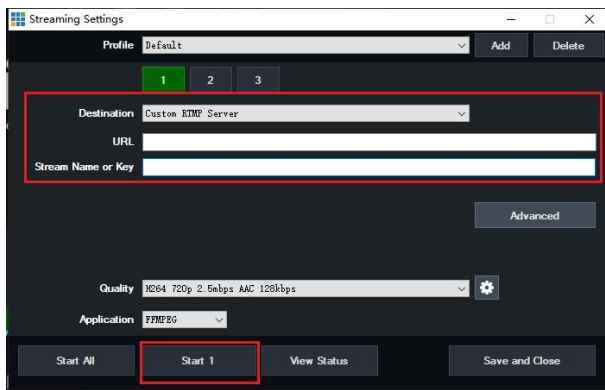 Streaming Settings
Profile Default Add Delete
1 2 3
Destination Custom RTMP Server
URL
Stream Name or Key
Advanced
Quality H264 720p 2.5mbps AAC 128kbps
Application FFMPEG
Start All Start 1 View Status Save and Close